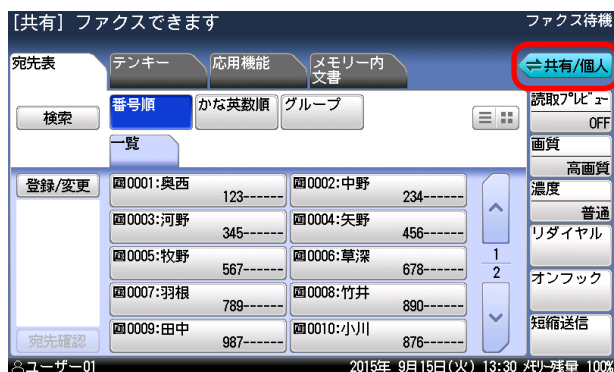 [共有] ファクスできます
ファクス待機
宛先表
テンキー
応用機能
メモリー内
文書
⇌共有/個人
検索
番号順
かな英数順
グループ
一覧
読取プレビュー
OFF
画質
高画質
濃度
普通
リダイヤル
オンフック
短縮送信
登録/変更
0001:奥西
123------
0002:中野
234------
0003:河野
345------
0004:矢野
456------
0005:牧野
567------
0006:草深
678------
0007:羽根
789------
0008:竹井
890------
0009:田中
987------
0010:小川
876------
1
2
宛先確認
ユーザー01
2015年 9月15日(火) 13:30 メモリー残量 100%